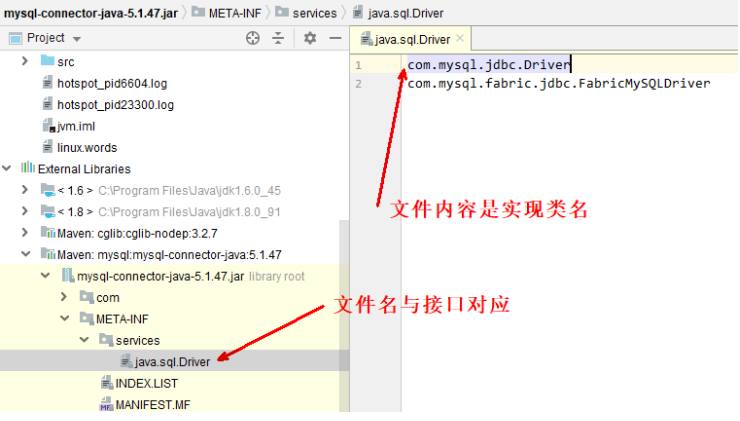 mysql-connector-java-5.1.47.jar 〉 META-INF 〉 services 〉 java.sql.Driver
Project
java.sql.Driver ×
src
hotspot_pid6604.log
hotspot_pid23300.log
jvm.iml
linux.words
External Libraries
< 1.6 > C:\Program Files\Java\jdk1.6.0_45
< 1.8 > C:\Program Files\Java\jdk1.8.0_91
Maven: cglib:cglib-nodep:3.2.7
Maven: mysql:mysql-connector-java:5.1.47
mysql-connector-java-5.1.47.jar library root
com
META-INF
services
java.sql.Driver
INDEX.LIST
MANIFEST.MF
1 com.mysql.jdbc.Driver
2 com.mysql.fabric.jdbc.FabricMySQLDriver
文件内容是实现类名
文件名与接口对应